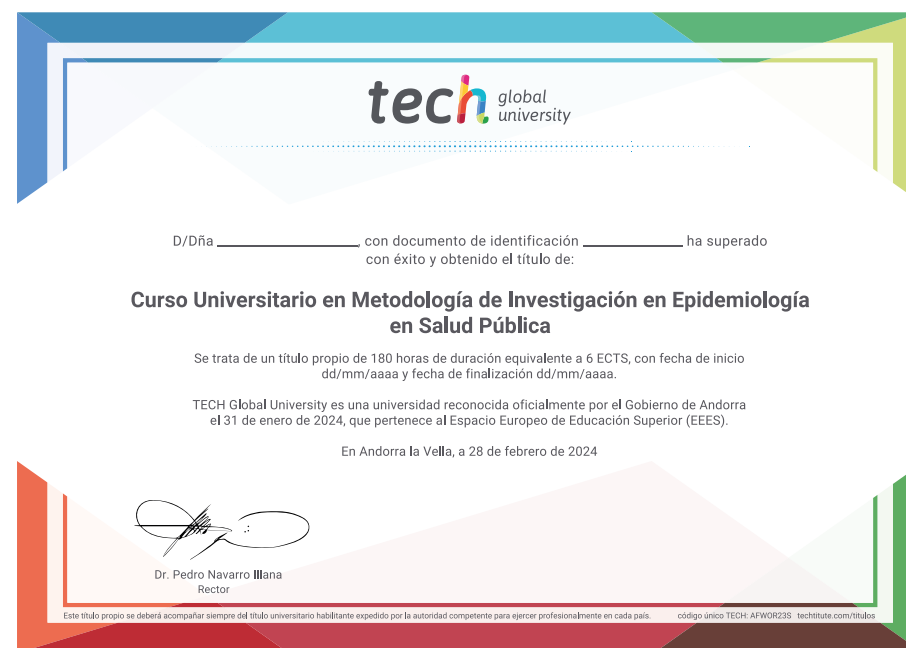 tech global university
D/Dña ____________, con documento de identificación ____________ ha superado
con éxito y obtenido el título de:
Curso Universitario en Metodología de Investigación en Epidemiología
en Salud Pública
Se trata de un título propio de 180 horas de duración equivalente a 6 ECTS, con fecha de inicio
dd/mm/aaaa y fecha de finalización dd/mm/aaaa.
TECH Global University es una universidad reconocida oficialmente por el Gobierno de Andorra
el 31 de enero de 2024, que pertenece al Espacio Europeo de Educación Superior (EEES).
En Andorra la Vella, a 28 de febrero de 2024
Dr. Pedro Navarro Illana
Rector
Este título propio se deberá acompañar siempre del título universitario habilitante expedido por la autoridad competente para ejercer profesionalmente en cada país. código único TECH: AFWOR23S techtitute.com/titulos